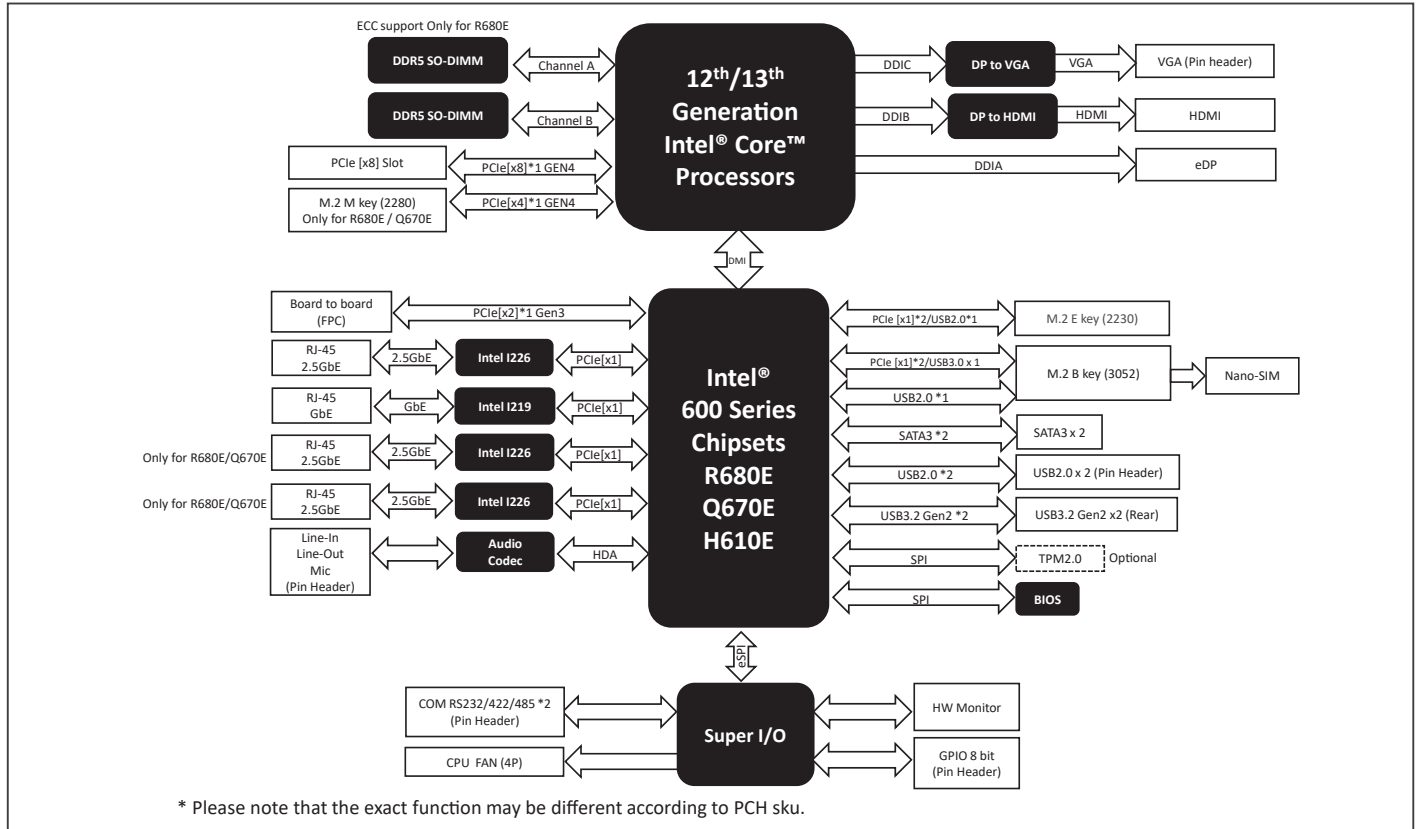 ECC support Only for R680E
DDR5 SO-DIMM
Channel A
DDR5 SO-DIMM
Channel B
PCIe [x8] Slot
PCIe[x8]*1 GEN4
M.2 M key (2280)
Only for R680E / Q670E
PCIe[x4]*1 GEN4
12th/13th
Generation
Intel® Core™
Processors
DDIC
DP to VGA
VGA
VGA (Pin header)
DDIB
DP to HDMI
HDMI
HDMI
DDIA
eDP
DMI
Board to board
(FPC)
PCIe[x2]*1 Gen3
RJ-45
2.5GbE
2.5GbE
Intel I226
PCIe[x1]
RJ-45
GbE
GbE
Intel I219
PCIe[x1]
Only for R680E/Q670E
RJ-45
2.5GbE
2.5GbE
Intel I226
PCIe[x1]
Only for R680E/Q670E
RJ-45
2.5GbE
2.5GbE
Intel I226
PCIe[x1]
Line-In
Line-Out
Mic
(Pin Header)
Audio
Codec
HDA
Intel®
600 Series
Chipsets
R680E
Q670E
H610E
PCIe [x1]*2/USB2.0*1
M.2 E key (2230)
PCIe [x1]*2/USB3.0 x 1
M.2 B key (3052)
Nano-SIM
USB2.0 *1
SATA3 *2
SATA3 x 2
USB2.0 *2
USB2.0 x 2 (Pin Header)
USB3.2 Gen2 *2
USB3.2 Gen2 x2 (Rear)
SPI
TPM2.0
Optional
SPI
BIOS
eSPI
COM RS232/422/485 *2
(Pin Header)
CPU FAN (4P)
Super I/O
HW Monitor
GPIO 8 bit
(Pin Header)
* Please note that the exact function may be different according to PCH sku.